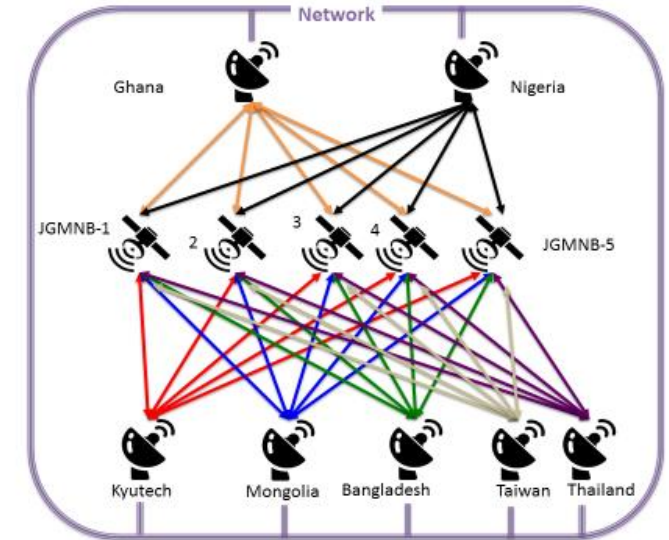 Network
Ghana
Nigeria
JGMNB-1
2
3
4
JGMNB-5
Kyutech
Mongolia
Bangladesh
Taiwan
Thailand